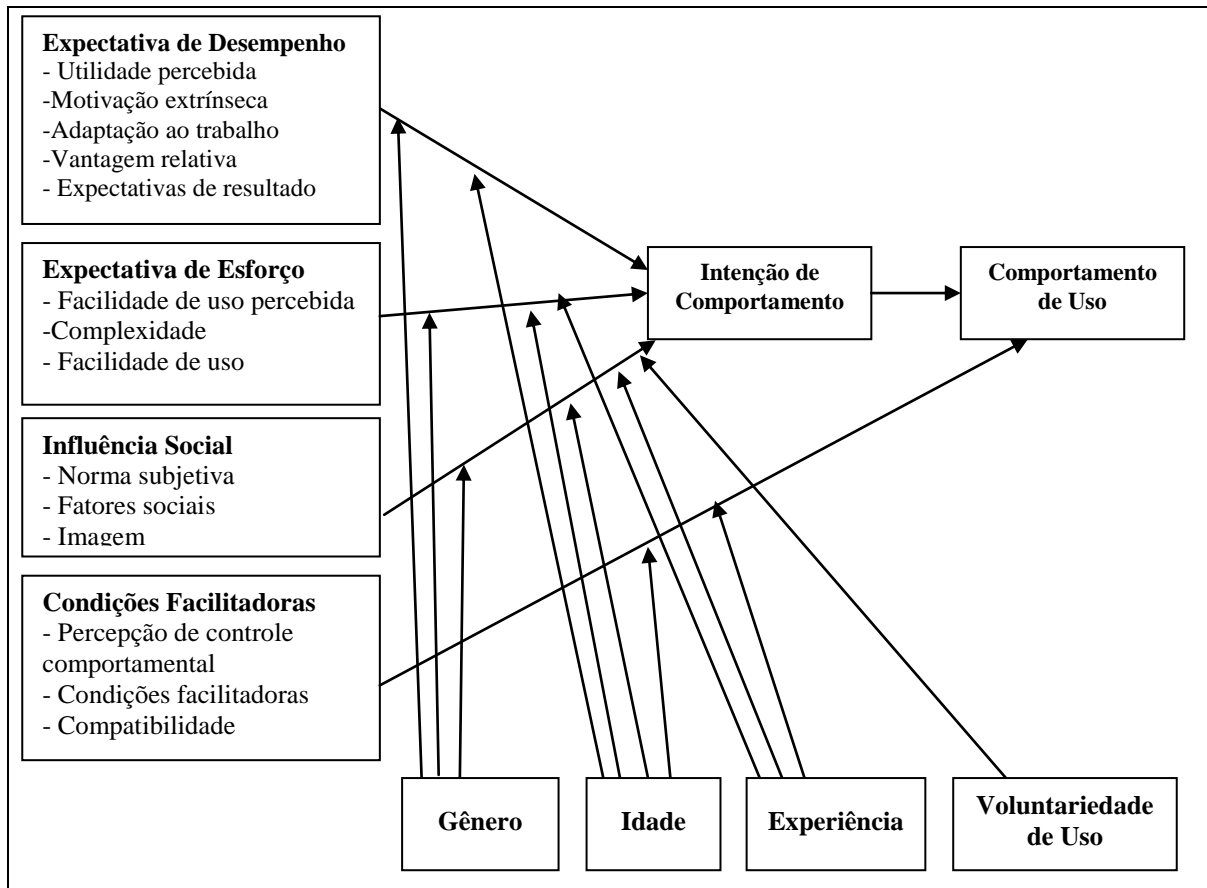 Expectativa de Desempenho
- Utilidade percebida
-Motivação extrínseca
-Adaptação ao trabalho
-Vantagem relativa
- Expectativas de resultado
Expectativa de Esforço
- Facilidade de uso percebida
-Complexidade
- Facilidade de uso
Influência Social
- Norma subjetiva
- Fatores sociais
- Imagem
Condições Facilitadoras
- Percepção de controle
comportamental
- Condições facilitadoras
- Compatibilidade
Intenção de
Comportamento
Comportamento
de Uso
Gênero
Idade
Experiência
Voluntariedade
de Uso